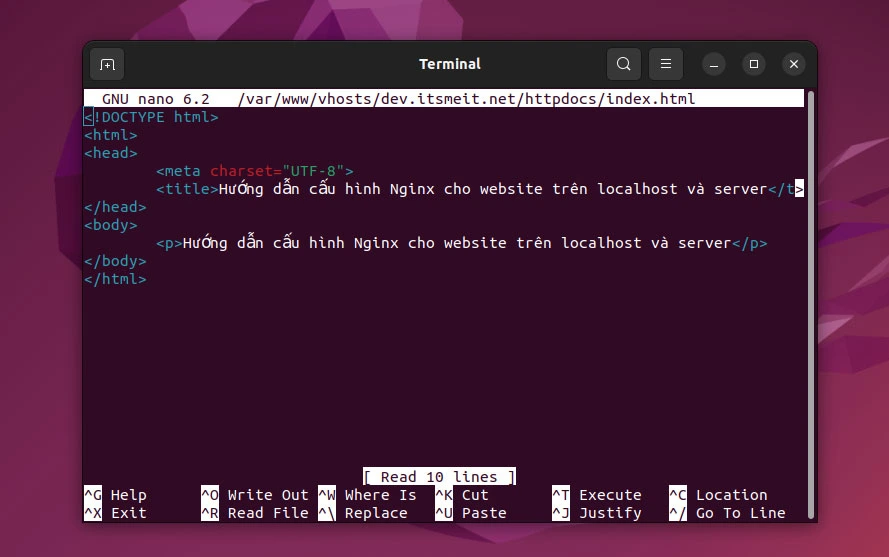 Terminal
GNU nano 6.2 /var/www/vhosts/dev.itsmeit.net/httpdocs/index.html
<!DOCTYPE html>
<html>
<head>
<meta charset="UTF-8">
<title>Hướng dẫn cấu hình Nginx cho website trên localhost và server</t>
</head>
<body>
<p>Hướng dẫn cấu hình Nginx cho website trên localhost và server</p>
</body>
</html>
[ Read 10 lines ]
^G Help ^O Write Out ^W Where Is ^K Cut ^T Execute ^C Location
^X Exit ^R Read File ^\ Replace ^U Paste ^J Justify ^/ Go To Line